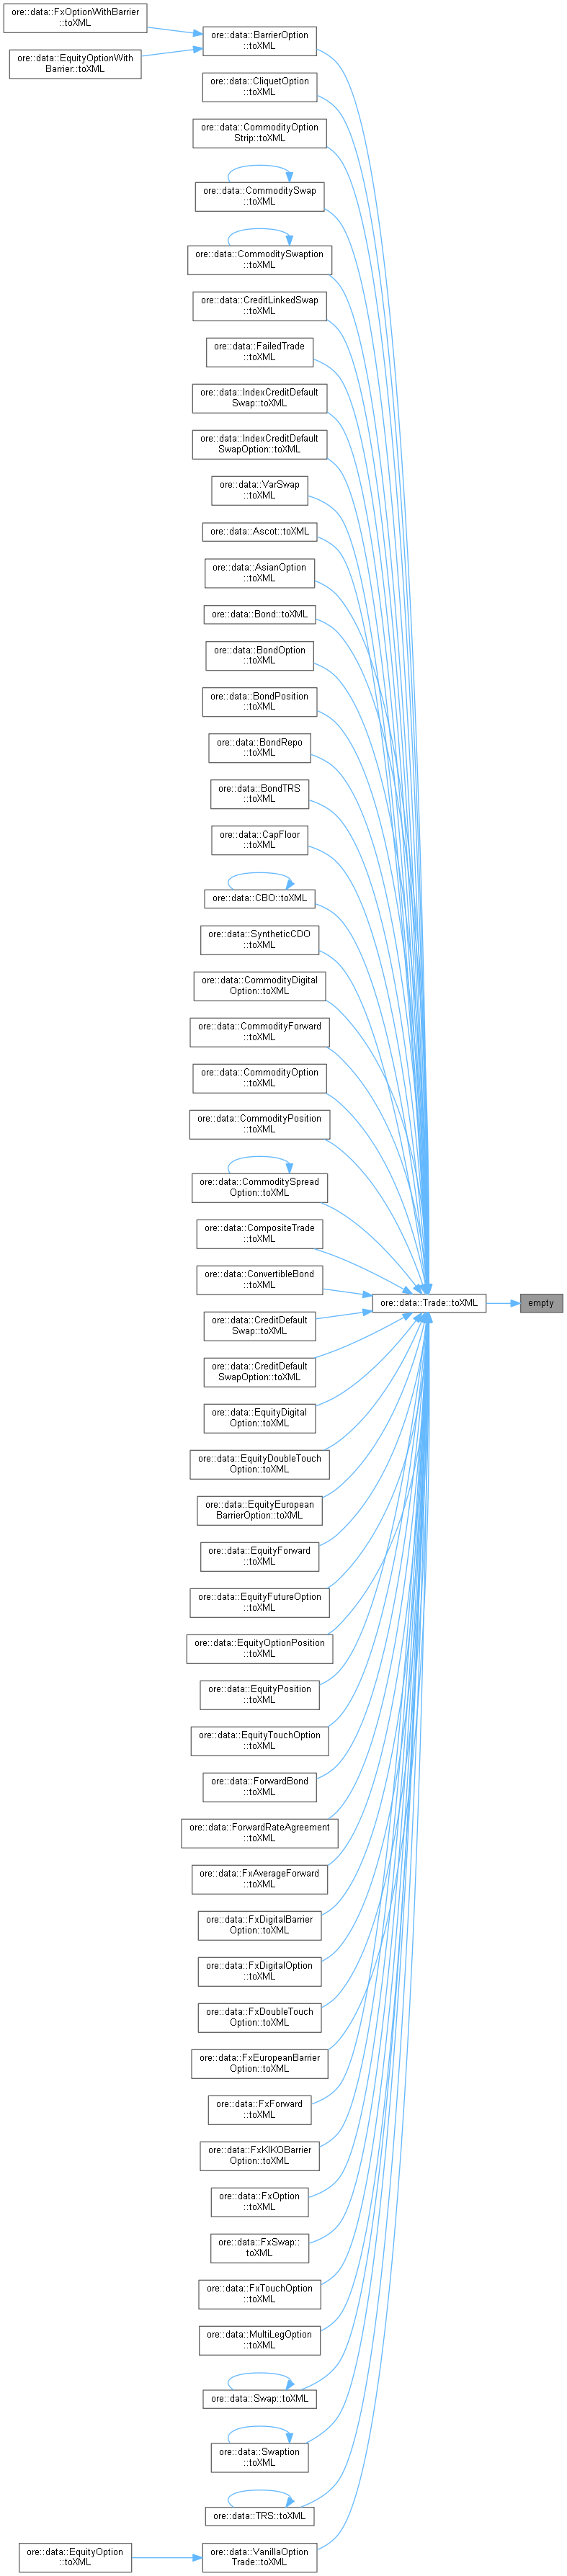 ore::data::FxOptionWithBarrier
::toXML
ore::data::EquityOptionWith
Barrier::toXML
ore::data::BarrierOption
::toXML
ore::data::CliquetOption
::toXML
ore::data::CommodityOption
Strip::toXML
ore::data::CommoditySwap
::toXML
ore::data::CommoditySwaption
::toXML
ore::data::CreditLinkedSwap
::toXML
ore::data::FailedTrade
::toXML
ore::data::IndexCreditDefault
Swap::toXML
ore::data::IndexCreditDefault
SwapOption::toXML
ore::data::VarSwap
::toXML
ore::data::Ascot::toXML
ore::data::AsianOption
::toXML
ore::data::Bond::toXML
ore::data::BondOption
::toXML
ore::data::BondPosition
::toXML
ore::data::BondRepo
::toXML
ore::data::BondTRS
::toXML
ore::data::CapFloor
::toXML
ore::data::CBO::toXML
ore::data::SyntheticCDO
::toXML
ore::data::CommodityDigital
Option::toXML
ore::data::CommodityForward
::toXML
ore::data::CommodityOption
::toXML
ore::data::CommodityPosition
::toXML
ore::data::CommoditySpread
Option::toXML
ore::data::CompositeTrade
::toXML
ore::data::ConvertibleBond
::toXML
ore::data::Trade::toXML
empty
ore::data::CreditDefault
Swap::toXML
ore::data::CreditDefault
SwapOption::toXML
ore::data::EquityDigital
Option::toXML
ore::data::EquityDoubleTouch
Option::toXML
ore::data::EquityEuropean
BarrierOption::toXML
ore::data::EquityForward
::toXML
ore::data::EquityFutureOption
::toXML
ore::data::EquityOptionPosition
::toXML
ore::data::EquityPosition
::toXML
ore::data::EquityTouchOption
::toXML
ore::data::ForwardBond
::toXML
ore::data::ForwardRateAgreement
::toXML
ore::data::FxAverageForward
::toXML
ore::data::FxDigitalBarrier
Option::toXML
ore::data::FxDigitalOption
::toXML
ore::data::FxDoubleTouch
Option::toXML
ore::data::FxEuropeanBarrier
Option::toXML
ore::data::FxForward
::toXML
ore::data::FxKIKOBarrier
Option::toXML
ore::data::FxOption
::toXML
ore::data::FxSwap::
toXML
ore::data::FxTouchOption
::toXML
ore::data::MultiLegOption
::toXML
ore::data::Swap::toXML
ore::data::Swaption
::toXML
ore::data::TRS::toXML
ore::data::EquityOption
::toXML
ore::data::VanillaOption
Trade::toXML